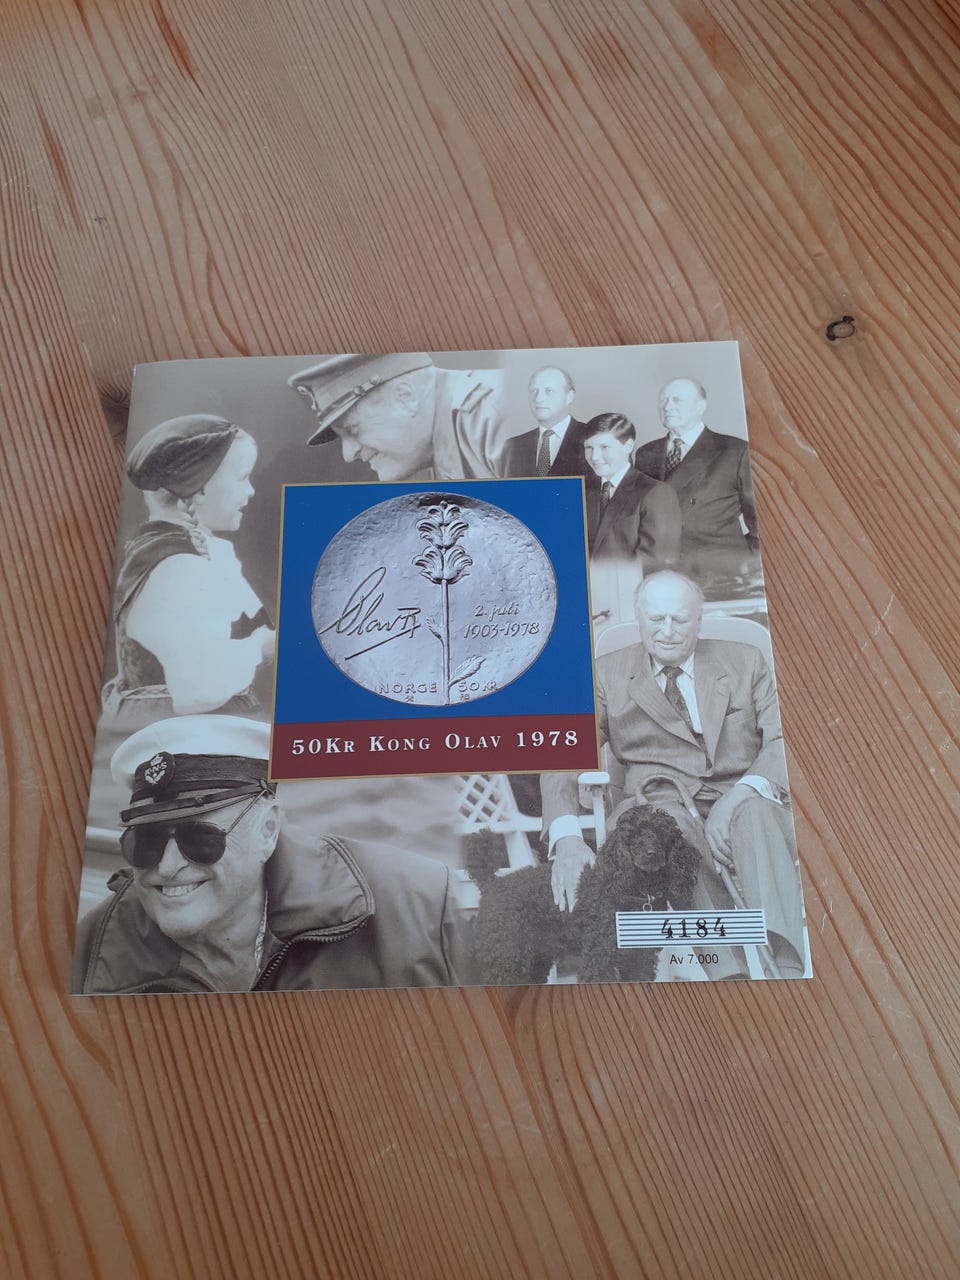 K·N·S
Olav R
2. juli
1903-1978
NORGE 50 KR
50KR KONG OLAV 1978
4184
Av 7.000